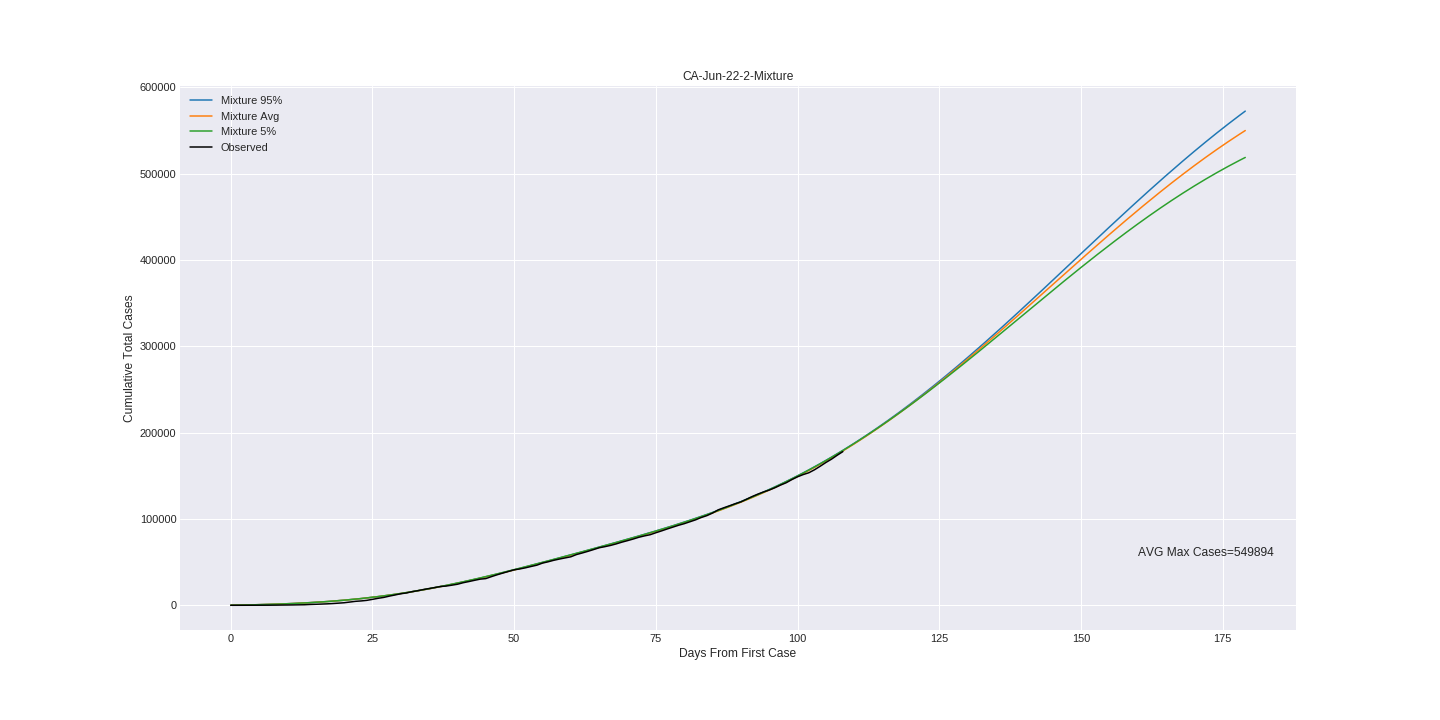 CA-Jun-22-2-Mixture
600000
500000
400000
300000
200000
100000
0
Cumulative Total Cases
Mixture 95%
Mixture Avg
Mixture 5%
Observed
AVG Max Cases=549894
0 25 50 75 100 125 150 175
Days From First Case